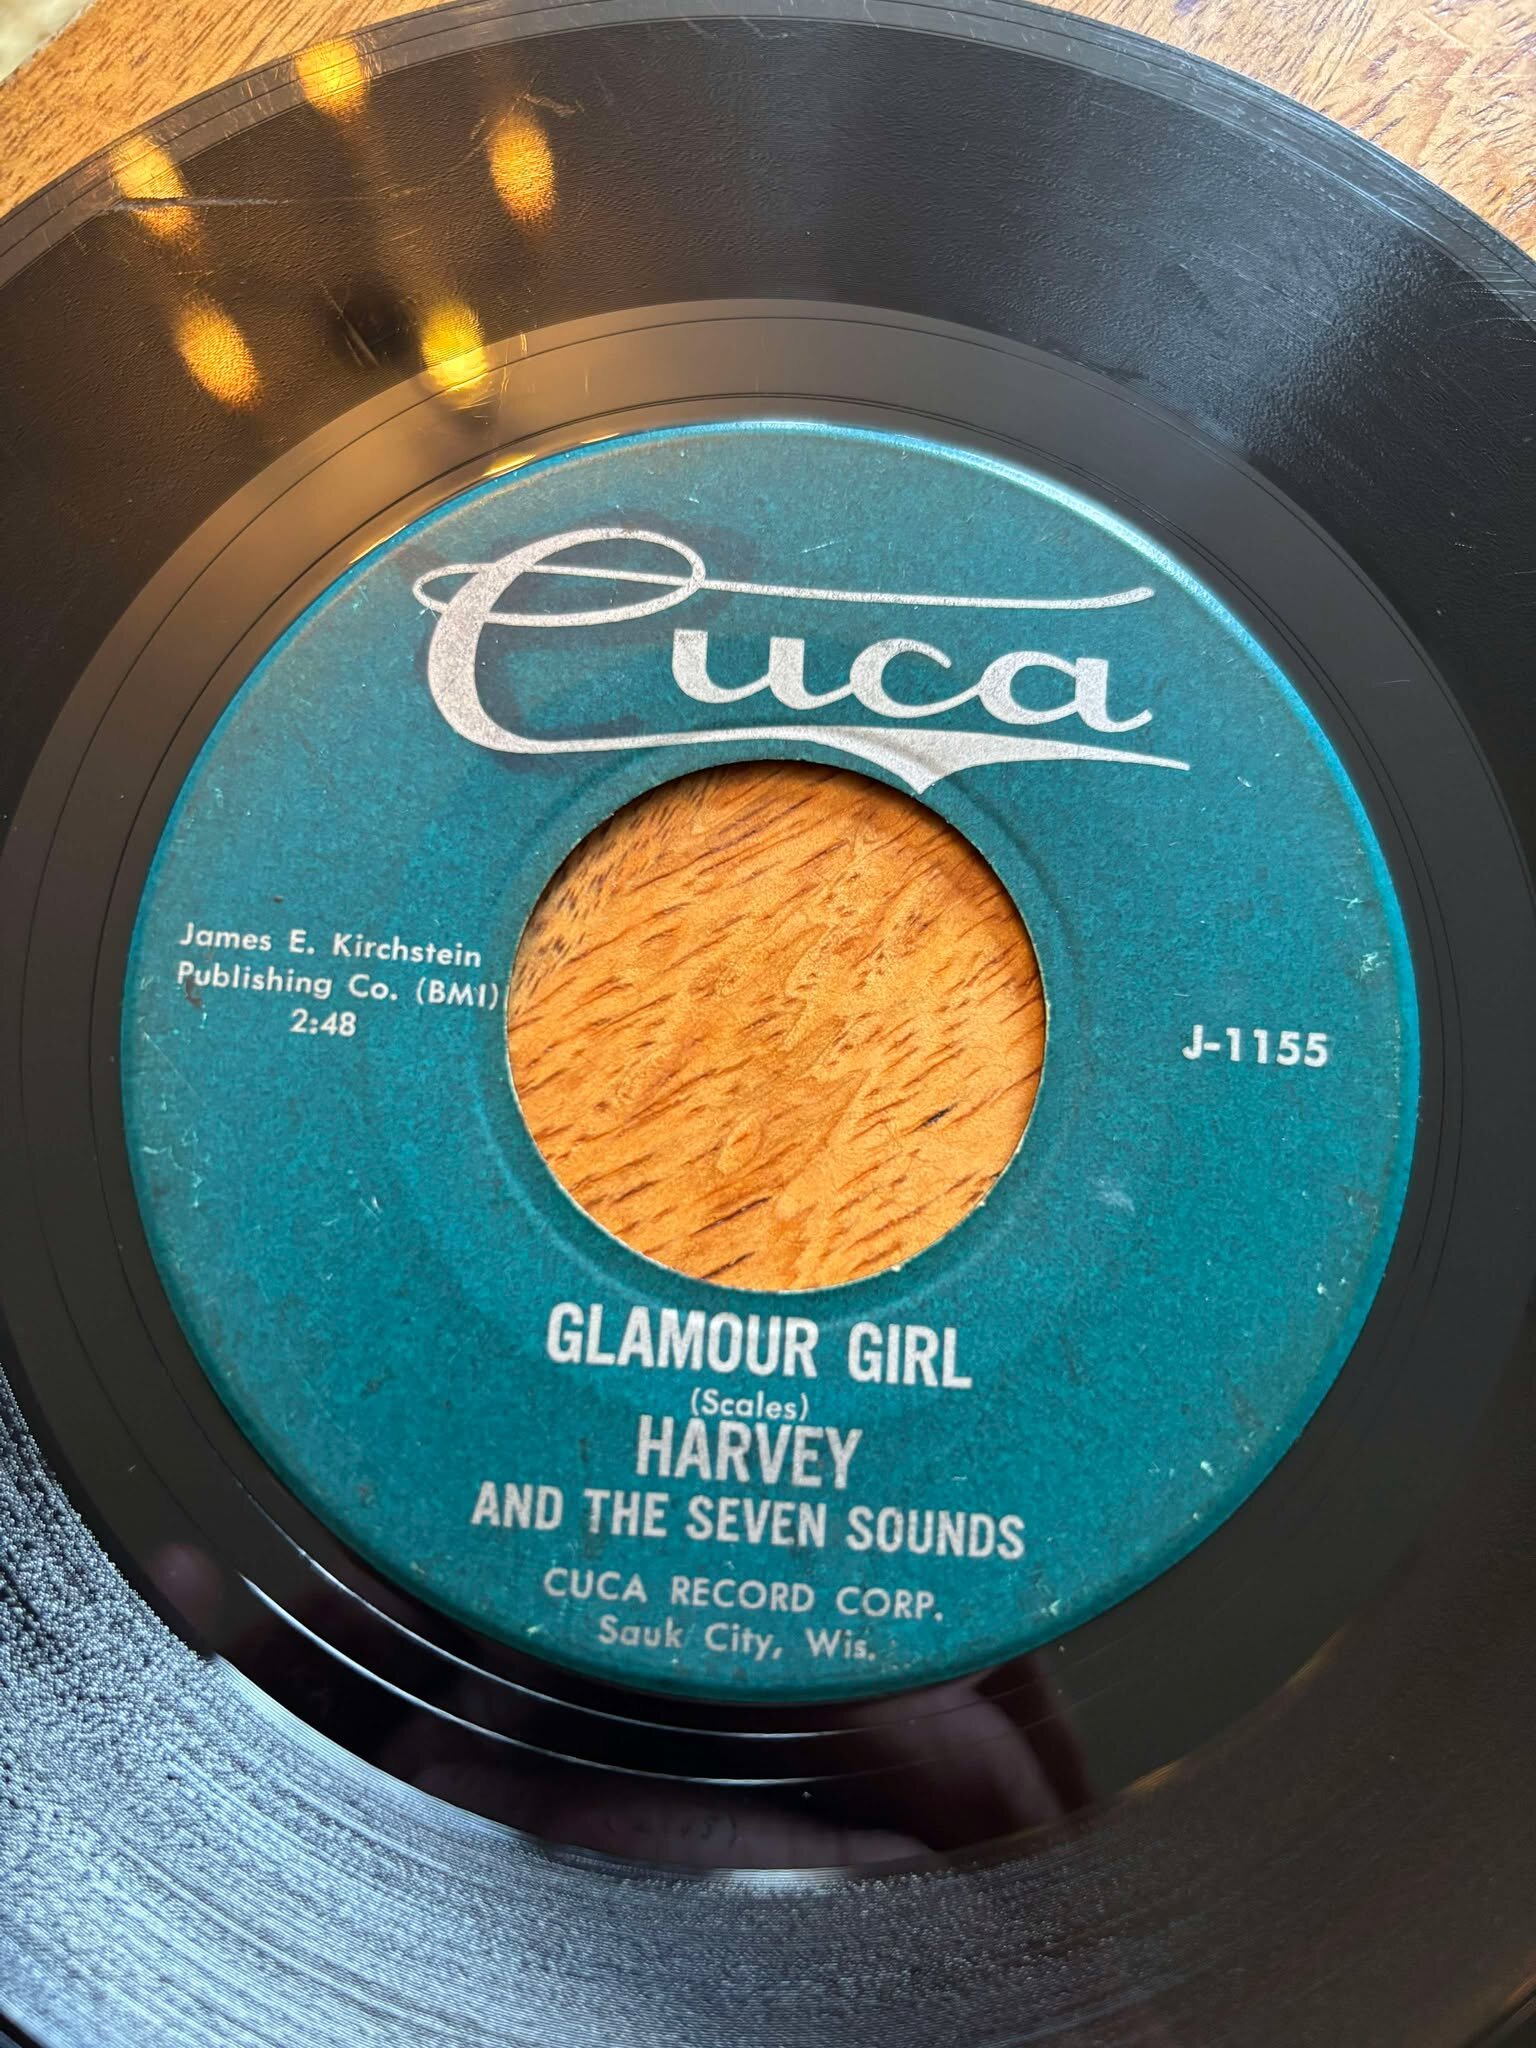 Cuca
James E. Kirchstein
Publishing Co. (BMI)
2:48
J-1155
GLAMOUR GIRL
(Scales)
HARVEY
AND THE SEVEN SOUNDS
CUCA RECORD CORP.
Sauk City, Wis.